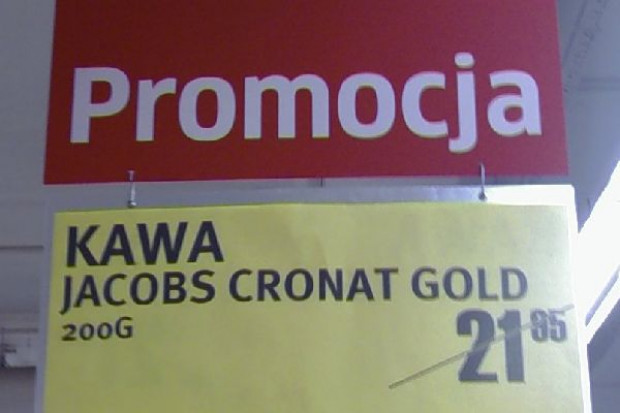 Promocja
KAWA
JACOBS CRONAT GOLD
200G
21 95